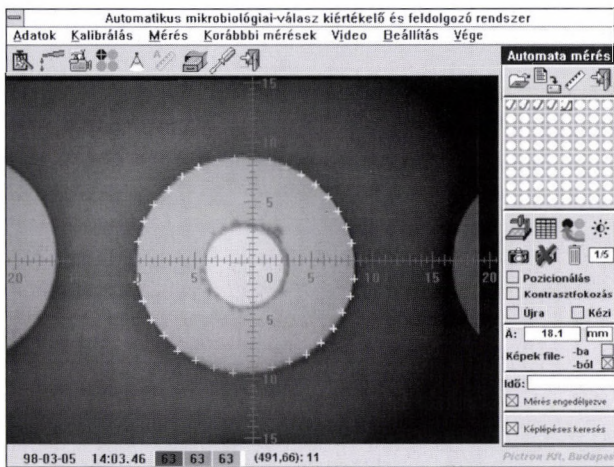 Automatikus mikrobiológiai-válasz kiértékelő és feldolgozó rendszer
Adatok Kalibrálás Mérés Korábbbi mérések Video Beállítás Vége
Automata mérés
15
10
5
20 10 5 5 10 15 20
5
10
15
1/5
Pozicionálás
Kontrasztfokozás
Újra Kézi
A: 18.1 mm
Képek file- -ba
-ból
Idő:
Mérés engedélyezve
Képlépéses keresés
98-03-05 14:03.46 63 63 63 (491,66): 11
Pictron Kft, Budapest